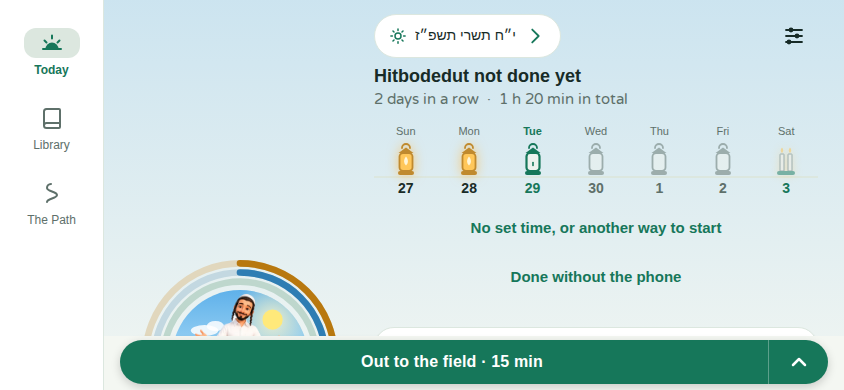 Today
Library
The Path
י״ח תשרי תשפ״ז
Hitbodedut not done yet
2 days in a row · 1 h 20 min in total
Sun Mon Tue Wed Thu Fri Sat
27 28 29 30 1 2 3
No set time, or another way to start
Done without the phone
Out to the field · 15 min